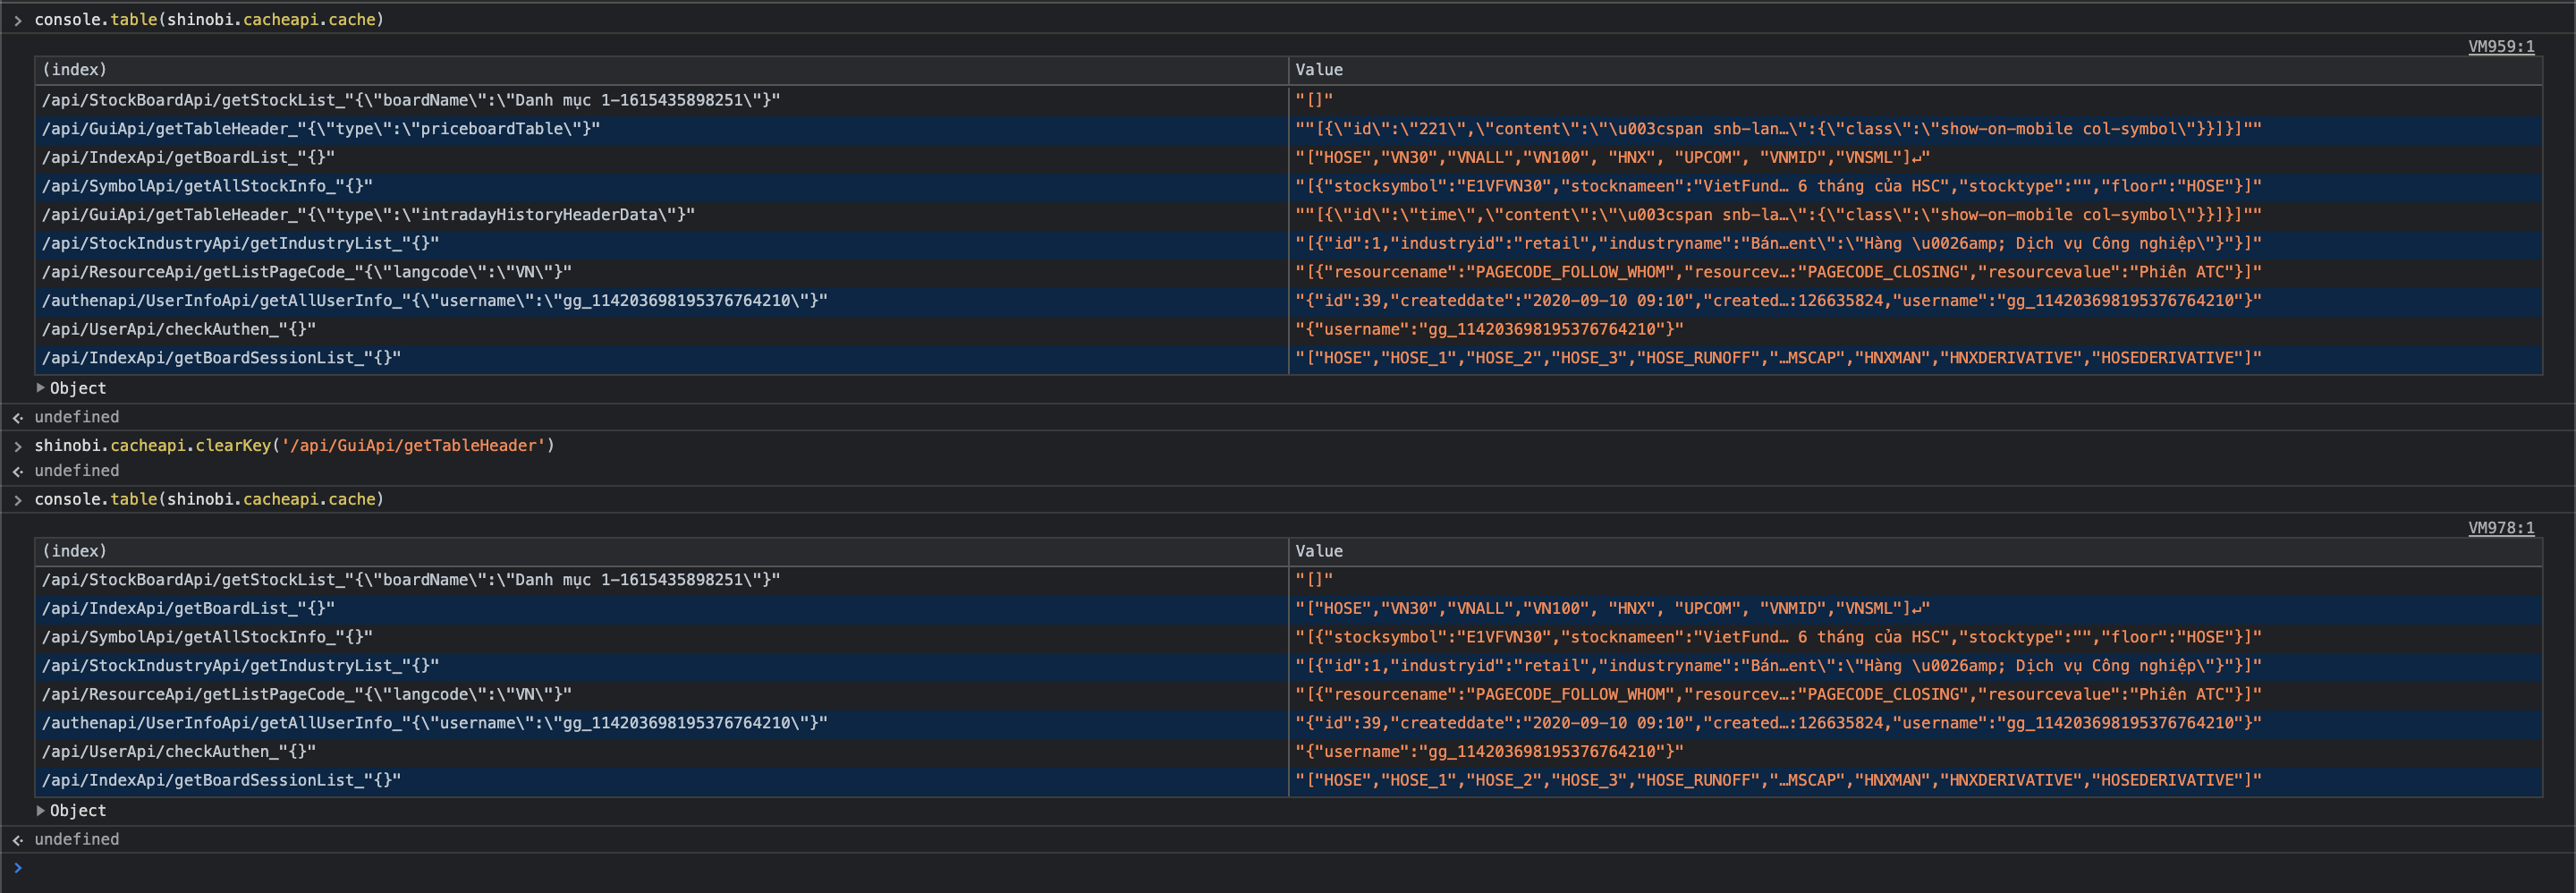 console.table(shinobi.cacheapi.cache)
VM959:1
(index) Value
/api/StockBoardApi/getStockList_"{\"boardName\":\"Danh mục 1-1615435898251\"}" "[]"
/api/GuiApi/getTableHeader_"{\"type\":\"priceboardTable\"}" ""[{\"id\":\"221\",\"content\":\"\u003cspan snb-lan…\":{\"class\":\"show-on-mobile col-symbol\"}}]}]""
/api/IndexApi/getBoardList_"{}" "["HOSE","VN30","VNALL","VN100", "HNX", "UPCOM", "VNMID","VNSML"]↵"
/api/SymbolApi/getAllStockInfo_"{}" "[{"stocksymbol":"E1VFVN30","stocknameen":"VietFund… 6 tháng của HSC","stocktype":"","floor":"HOSE"}]"
/api/GuiApi/getTableHeader_"{\"type\":\"intradayHistoryHeaderData\"}" ""[{\"id\":\"time\",\"content\":\"\u003cspan snb-la…\":{\"class\":\"show-on-mobile col-symbol\"}}]}]""
/api/StockIndustryApi/getIndustryList_"{}" "[{"id":1,"industryid":"retail","industryname":"Bán…ent\":\"Hàng \u0026amp; Dịch vụ Công nghiệp\"}"}]"
/api/ResourceApi/getListPageCode_"{\"langcode\":\"VN\"}" "[{"resourcename":"PAGECODE_FOLLOW_WHOM","resourcev…:"PAGECODE_CLOSING","resourcevalue":"Phiên ATC"}]"
/authenapi/UserInfoApi/getAllUserInfo_"{\"username\":\"gg_114203698195376764210\"}" "{"id":39,"createddate":"2020-09-10 09:10","created…:126635824,"username":"gg_114203698195376764210"}"
/api/UserApi/checkAuthen_"{}" "{"username":"gg_114203698195376764210"}"
/api/IndexApi/getBoardSessionList_"{}" "["HOSE","HOSE_1","HOSE_2","HOSE_3","HOSE_RUNOFF","…MSCAP","HNXMAN","HNXDERIVATIVE","HOSEDERIVATIVE"]"
Object
undefined
shinobi.cacheapi.clearKey('/api/GuiApi/getTableHeader')
undefined
console.table(shinobi.cacheapi.cache)
VM978:1
(index) Value
/api/StockBoardApi/getStockList_"{\"boardName\":\"Danh mục 1-1615435898251\"}" "[]"
/api/IndexApi/getBoardList_"{}" "["HOSE","VN30","VNALL","VN100", "HNX", "UPCOM", "VNMID","VNSML"]↵"
/api/SymbolApi/getAllStockInfo_"{}" "[{"stocksymbol":"E1VFVN30","stocknameen":"VietFund… 6 tháng của HSC","stocktype":"","floor":"HOSE"}]"
/api/StockIndustryApi/getIndustryList_"{}" "[{"id":1,"industryid":"retail","industryname":"Bán…ent\":\"Hàng \u0026amp; Dịch vụ Công nghiệp\"}"}]"
/api/ResourceApi/getListPageCode_"{\"langcode\":\"VN\"}" "[{"resourcename":"PAGECODE_FOLLOW_WHOM","resourcev…:"PAGECODE_CLOSING","resourcevalue":"Phiên ATC"}]"
/authenapi/UserInfoApi/getAllUserInfo_"{\"username\":\"gg_114203698195376764210\"}" "{"id":39,"createddate":"2020-09-10 09:10","created…:126635824,"username":"gg_114203698195376764210"}"
/api/UserApi/checkAuthen_"{}" "{"username":"gg_114203698195376764210"}"
/api/IndexApi/getBoardSessionList_"{}" "["HOSE","HOSE_1","HOSE_2","HOSE_3","HOSE_RUNOFF","…MSCAP","HNXMAN","HNXDERIVATIVE","HOSEDERIVATIVE"]"
Object
undefined